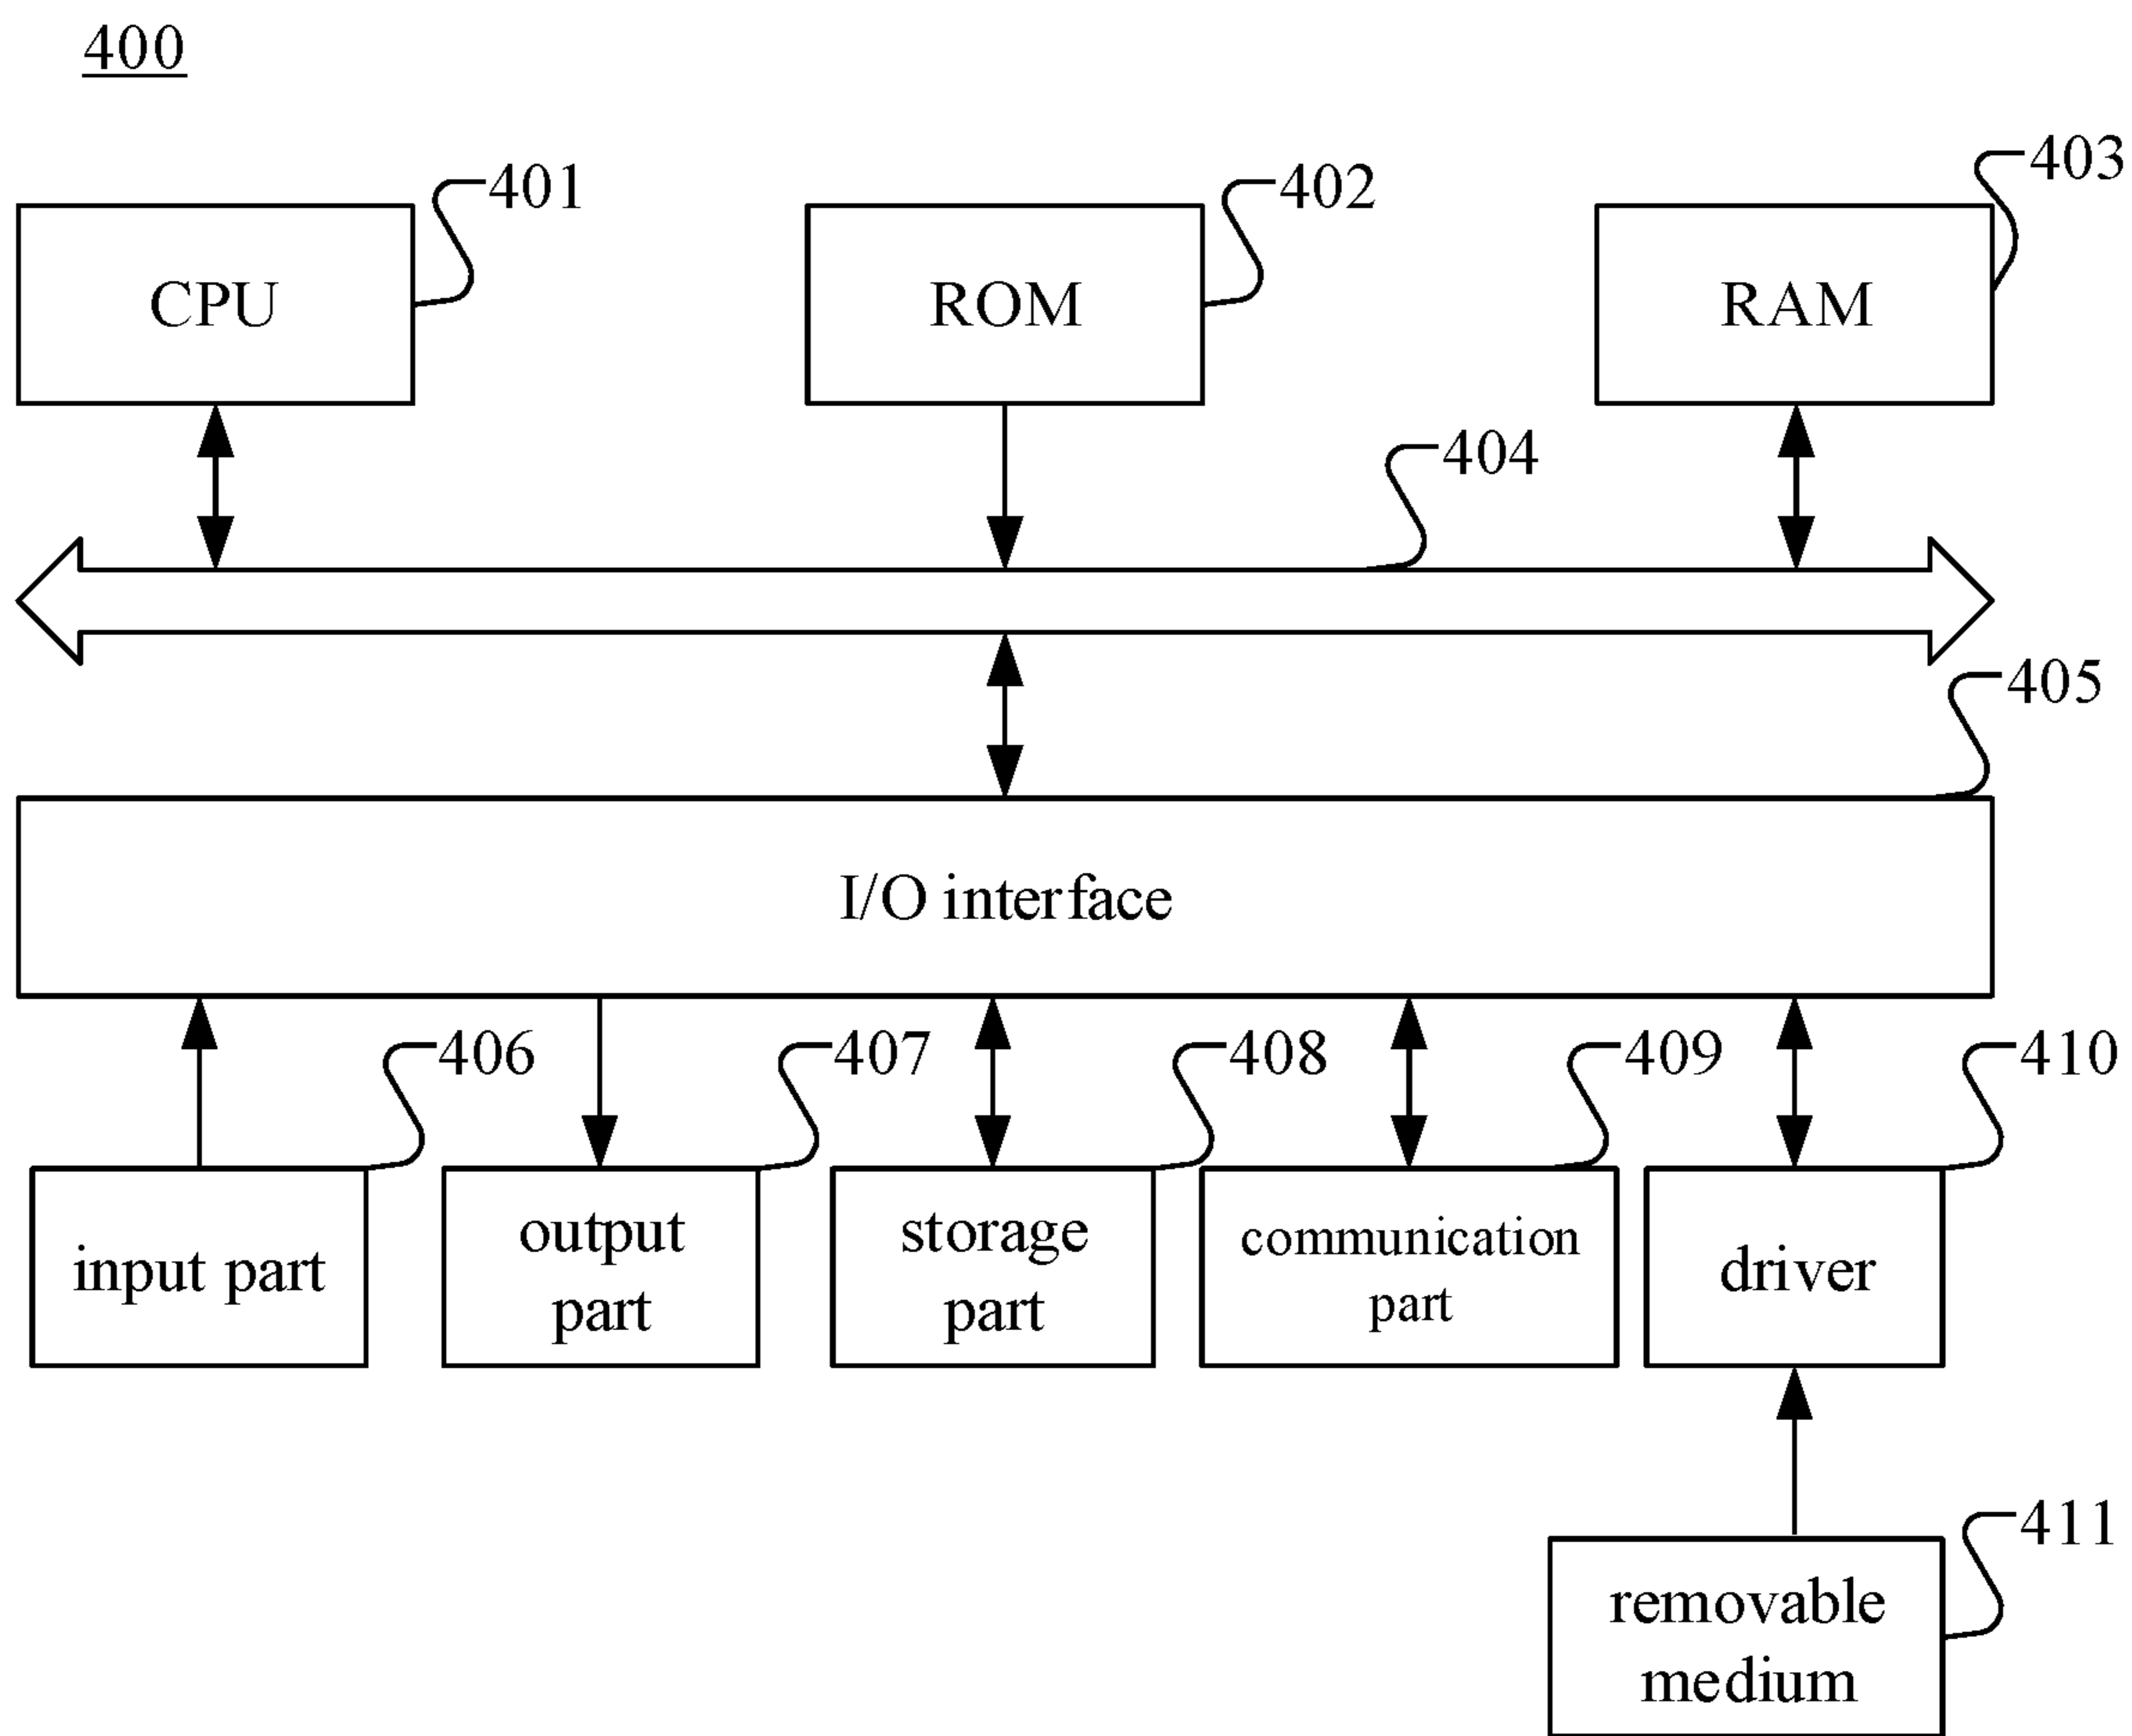 400
401
402
403
CPU
ROM
RAM
404
405
I/O interface
406
407
408
409
410
input part
output
part
storage
part
communication
part
driver
411
removable
medium